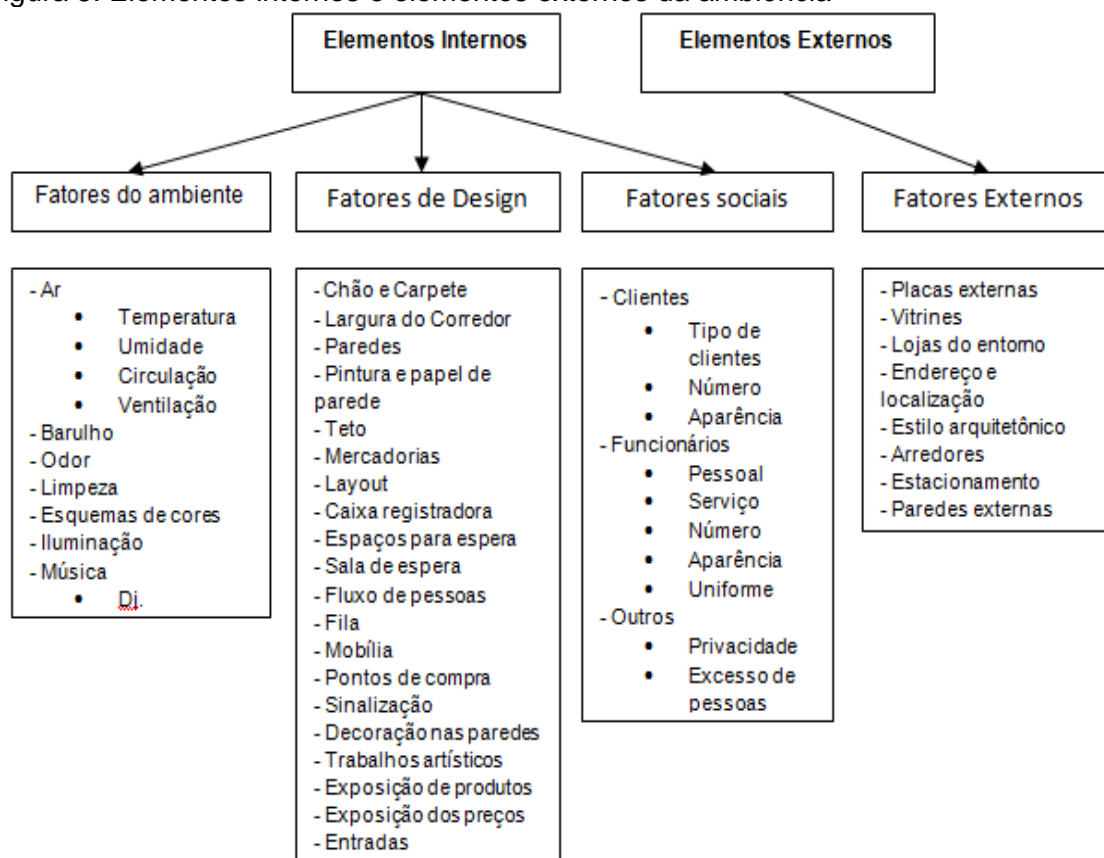 igura 3: Elementos internos e elementos externos da ambiência
Elementos Internos
Elementos Externos
Fatores do ambiente
Fatores de Design
Fatores sociais
Fatores Externos
- Ar
• Temperatura
• Umidade
• Circulação
• Ventilação
- Barulho
- Odor
- Limpeza
- Esquemas de cores
- Iluminação
- Música
• Dj.
- Chão e Carpete
- Largura do Corredor
- Paredes
- Pintura e papel de
parede
- Teto
- Mercadorias
- Layout
- Caixa registradora
- Espaços para espera
- Sala de espera
- Fluxo de pessoas
- Fila
- Mobília
- Pontos de compra
- Sinalização
- Decoração nas paredes
- Trabalhos artísticos
- Exposição de produtos
- Exposição dos preços
- Entradas
- Clientes
• Tipo de
clientes
• Número
• Aparência
- Funcionários
• Pessoal
• Serviço
• Número
• Aparência
• Uniforme
- Outros
• Privacidade
• Excesso de
pessoas
- Placas externas
- Vitrines
- Lojas do entorno
- Endereço e
localização
- Estilo arquitetônico
- Arredores
- Estacionamento
- Paredes externas